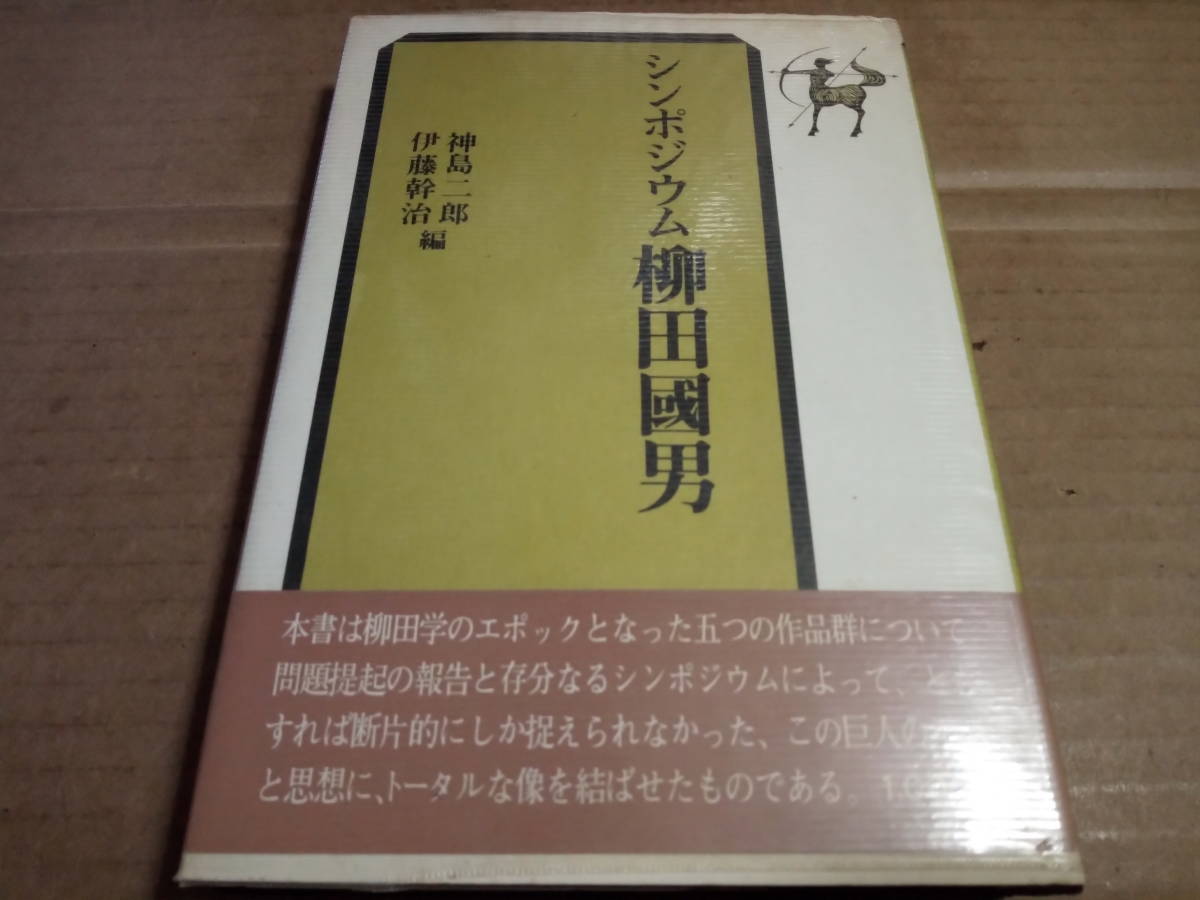 シンポジウム柳田國男
神島二郎
伊藤幹治
編
本書は柳田学のエポックとなった五つの作品群について
問題提起の報告と存分なるシンポジウムによって、と
すれば断片的にしか捉えられなかった、この巨人の
と思想に、トータルな像を結ばせたものである。